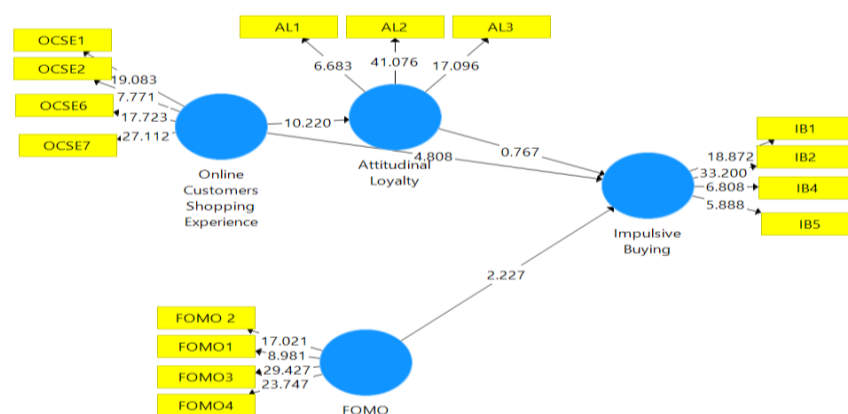 OCSE1
OCSE2
OCSE6
OCSE7
19.083
7.771
17.723
27.112
AL1
AL2
AL3
6.683
41.076
17.096
Online
Customers
Shopping
Experience
10.220
Attitudinal
Loyalty
4.808
0.767
IB1
IB2
IB4
IB5
18.872
33.200
6.808
5.888
Impulsive
Buying
2.227
FOMO 2
FOMO1
FOMO3
FOMO4
17.021
8.981
29.427
23.747
FOMO